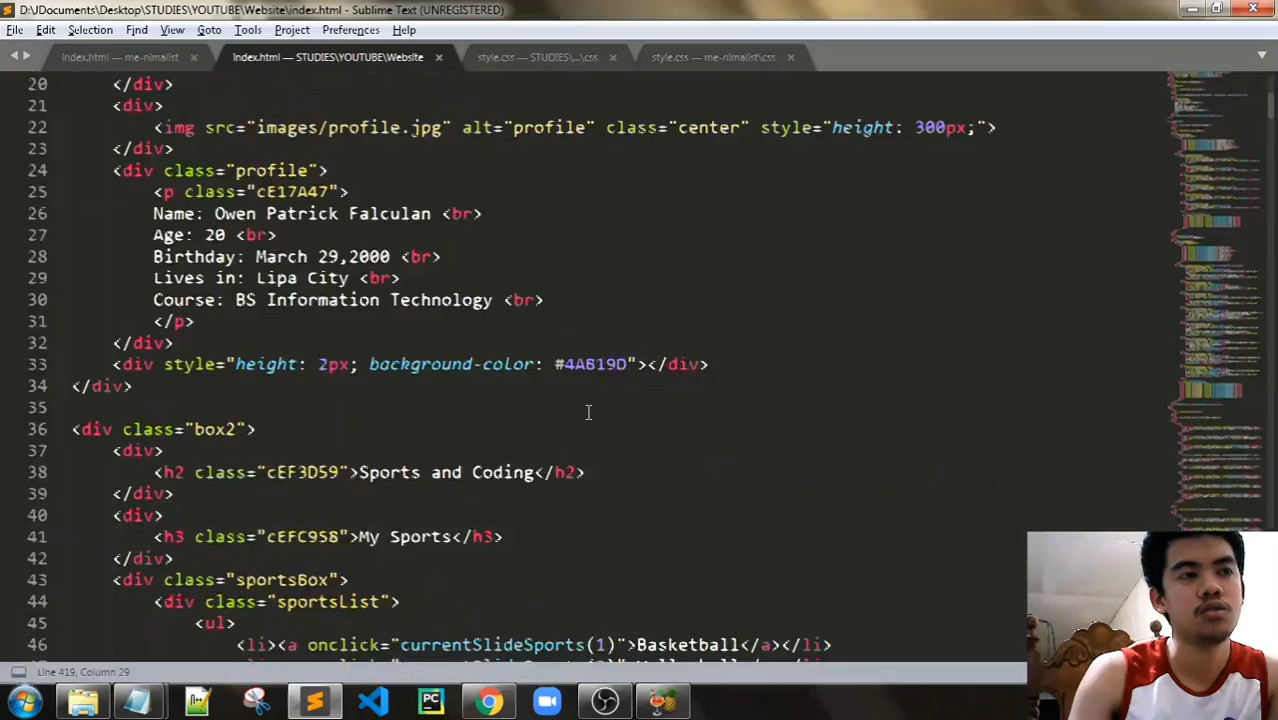 D:\JDocuments\Desktop\STUDIES\YOUTUBE\Website\index.html - Sublime Text (UNREGISTERED)
File Edit Selection Find View Goto Tools Project Preferences Help
index.html — me-nimalist
index.html — STUDIES\YOUTUBE\Website
style.css — STUDIES\...\css
style.css — me-nimalist\css
20 </div>
21 <div>
22 <img src="images/profile.jpg" alt="profile" class="center" style="height: 300px;">
23 </div>
24 <div class="profile">
25 <p class="cE17A47">
26 Name: Owen Patrick Falculan <br>
27 Age: 20 <br>
28 Birthday: March 29,2000 <br>
29 Lives in: Lipa City <br>
30 Course: BS Information Technology <br>
31 </p>
32 </div>
33 <div style="height: 2px; background-color: #4AB19D"></div>
34 </div>
35
36 <div class="box2">
37 <div>
38 <h2 class="cEF3D59">Sports and Coding</h2>
39 </div>
40 <div>
41 <h3 class="cEFC958">My Sports</h3>
42 </div>
43 <div class="sportsBox">
44 <div class="sportsList">
45 <ul>
46 <li><a onclick="currentSlideSports(1)">Basketball</a></li>
Line 419, Column 29
PC